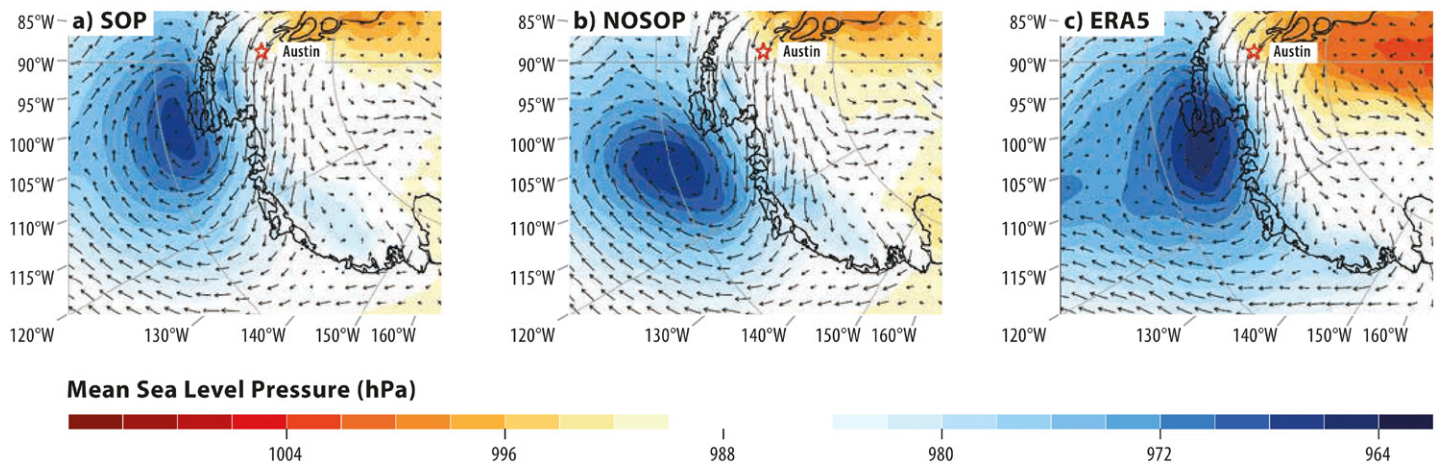 a) SOP
b) NOSOP
c) ERA5
85°W
90°W
95°W
100°W
105°W
110°W
115°W
120°W
130°W
140°W
150°W
160°W
Austin
85°W
90°W
95°W
100°W
105°W
110°W
115°W
120°W
130°W
140°W
150°W
160°W
Austin
85°W
90°W
95°W
100°W
105°W
110°W
115°W
120°W
130°W
140°W
150°W
160°W
Austin
Mean Sea Level Pressure (hPa)
1004 996 988 980 972 964